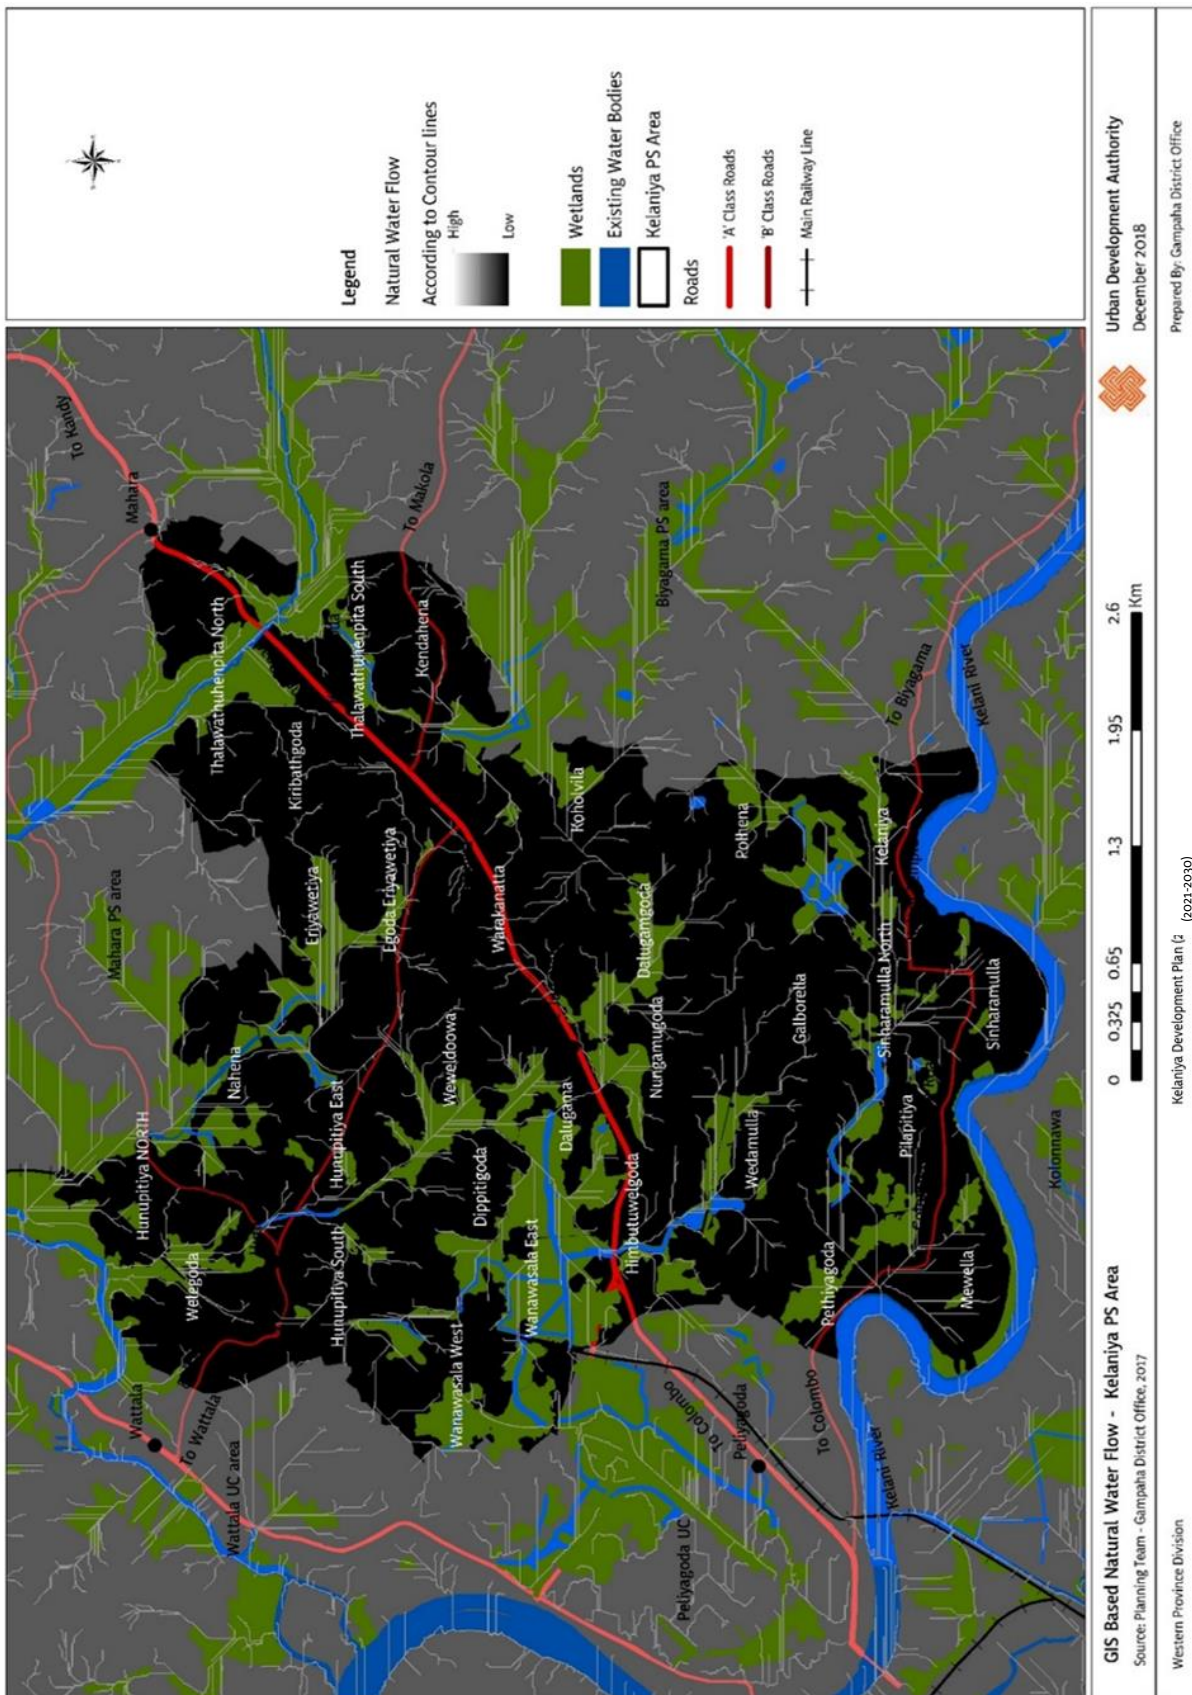 To Kandy
Mahara
To Makola
Thalawathuhenpita North
Thalawathuhenpita South
Kendahena
Biyagama PS area
Kiribathgoda
To Biyagama
Kelani River
Mahara PS area
Eriyawetiya
Egoda Eriyawetiya
Warakanatta
Koholvila
Dalugamgoda
Polhena
Kelaniya
Nahena
Hunupitiya NORTH
Hunupitiya East
Weweldoowa
Dalugama
Nungamugoda
Galborella
Sinharamulla North
Sinharamulla
Wedamulla
Pilapitiya
Kolonnawa
Welegoda
Hunupitiya South
Dippitigoda
Wanawasala East
Himbutuwelgoda
Pethiyagoda
Mewella
Wanawasala West
Wattala
To Wattala
Wattala UC area
To Colombo
Peliyagoda
To Colombo
Peliyagoda UC
Kelani River
Legend
Natural Water Flow
According to Contour lines
High
Low
Wetlands
Existing Water Bodies
Kelaniya PS Area
Roads
'A' Class Roads
'B' Class Roads
Main Railway Line
GIS Based Natural Water Flow - Kelaniya PS Area
Source: Planning Team - Gampaha District Office, 2017
0 0.325 0.65 1.3 1.95 2.6
Km
Urban Development Authority
December 2018
Western Province Division
Kelaniya Development Plan (2
(2021-2030)
Prepared By: Gampaha District Office